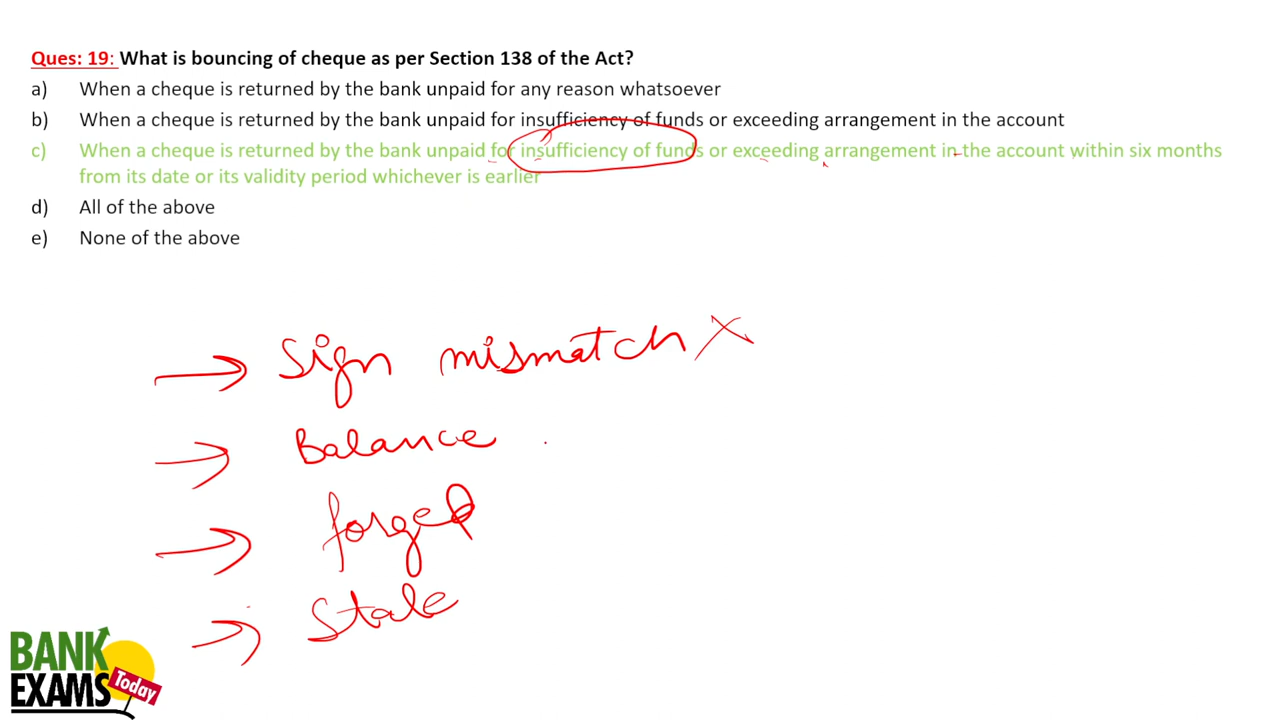 Ques: 19: What is bouncing of cheque as per Section 138 of the Act?
a) When a cheque is returned by the bank unpaid for any reason whatsoever
b) When a cheque is returned by the bank unpaid for insufficiency of funds or exceeding arrangement in the account
c) When a cheque is returned by the bank unpaid for insufficiency of funds or exceeding arrangement in the account within six months
from its date or its validity period whichever is earlier
d) All of the above
e) None of the above
→ Sign mismatch X
→ Balance
→ forged
→ Stale
BANK
EXAMS
Today